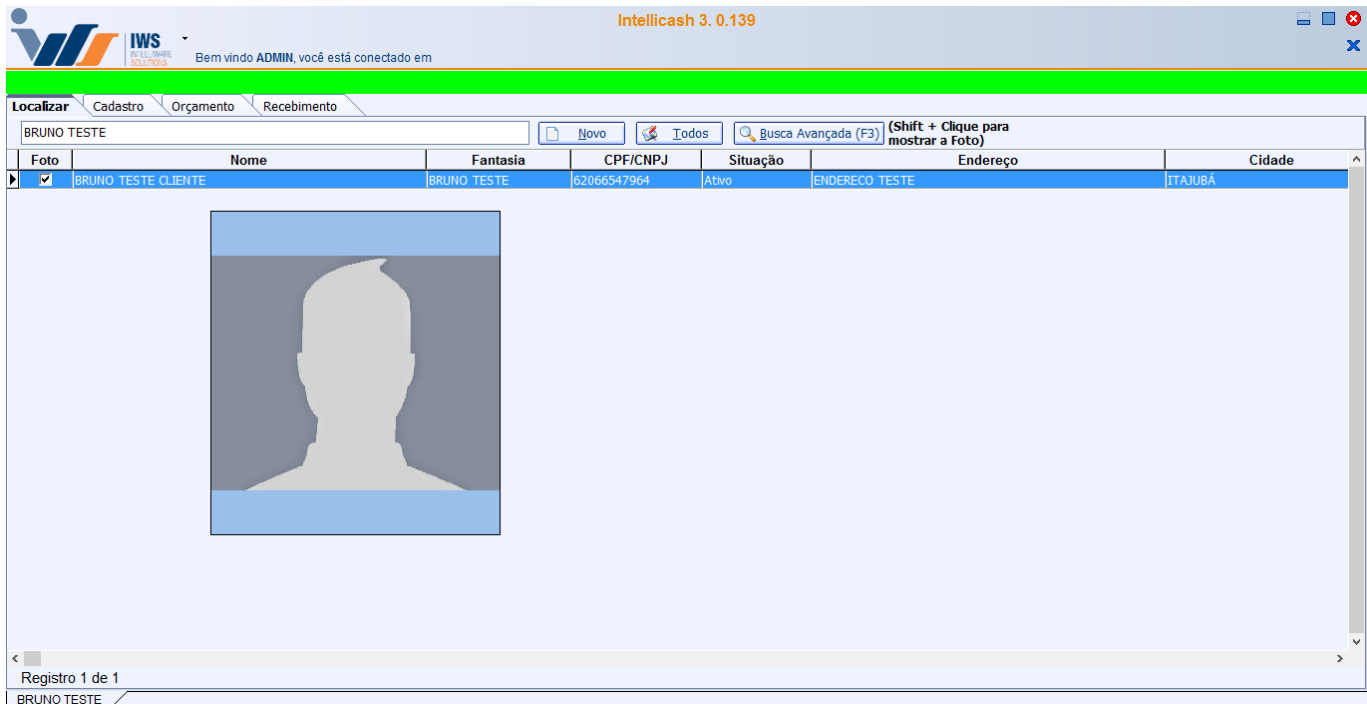 Intellicash 3. 0.139
IWS
INTELLIWARE
SOLUTIONS
Bem vindo ADMIN, você está conectado em
Localizar Cadastro Orçamento Recebimento
BRUNO TESTE Novo Todos Busca Avançada (F3) (Shift + Clique para
mostrar a Foto)
Foto Nome Fantasia CPF/CNPJ Situação Endereço Cidade
BRUNO TESTE CLIENTE BRUNO TESTE 62066547964 Ativo ENDERECO TESTE ITAJUBÁ
Registro 1 de 1
BRUNO TESTE